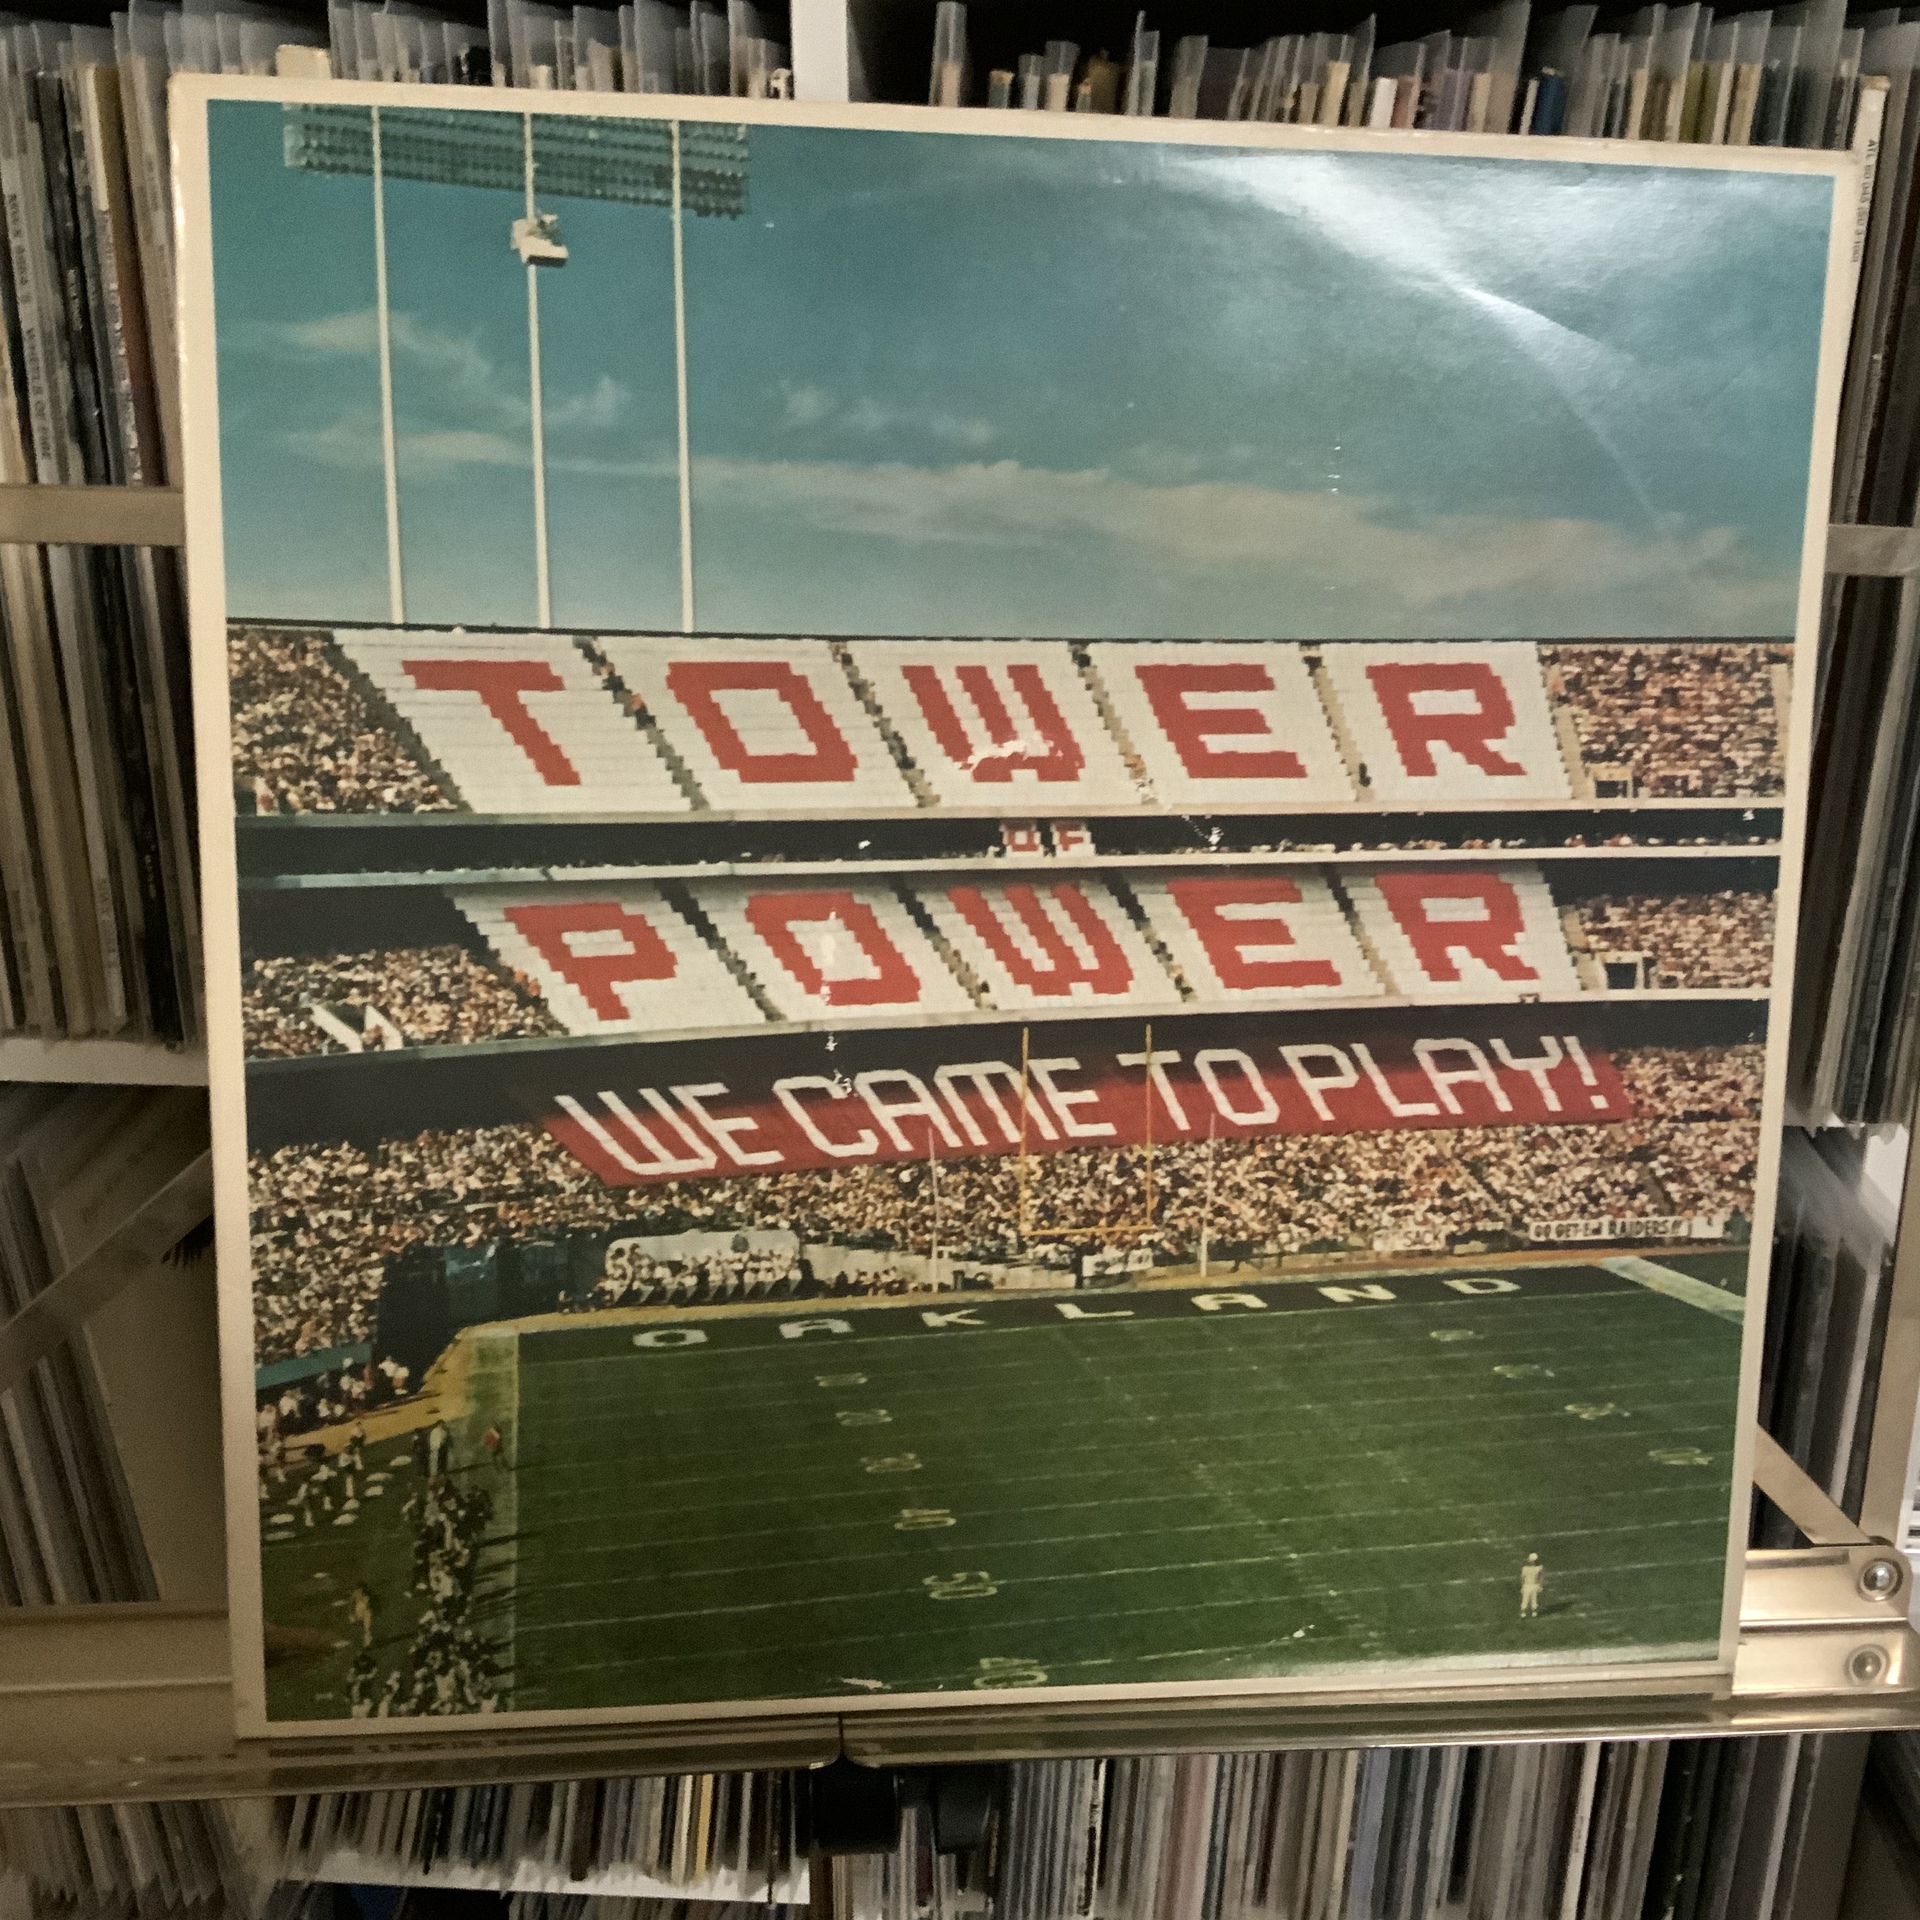 TOWER
OF
POWER
WE CAME TO PLAY!
SACK
GO GET EM RAIDERS
OAKLAND